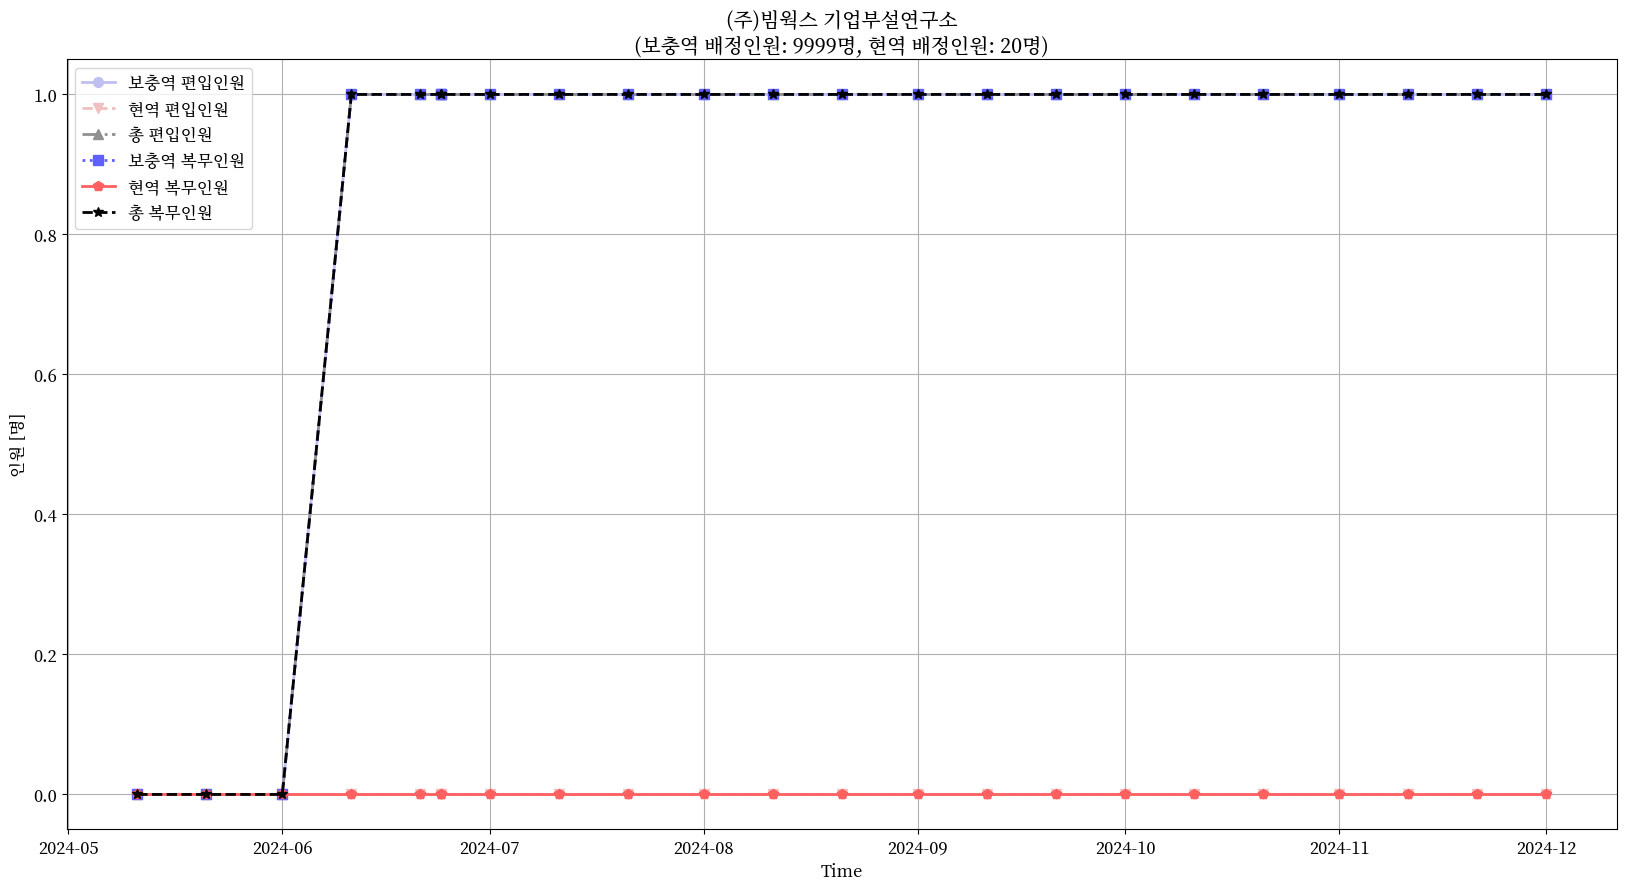 (주)빔웍스 기업부설연구소
(보충역 배정인원: 9999명, 현역 배정인원: 20명)
보충역 편입인원
현역 편입인원
총 편입인원
보충역 복무인원
현역 복무인원
총 복무인원
1.0
0.8
0.6
0.4
0.2
0.0
인원 [명]
2024-05
2024-06
2024-07
2024-08
2024-09
2024-10
2024-11
2024-12
Time